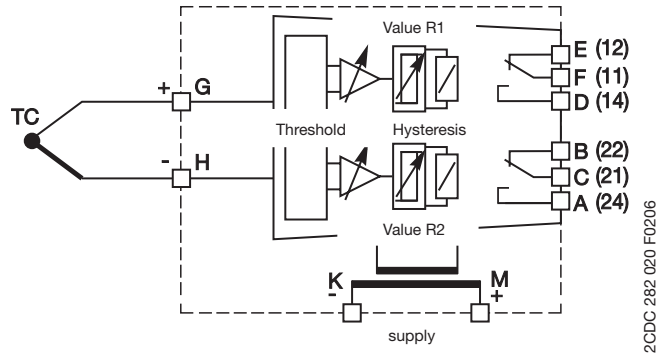 Value R1
E (12)
F (11)
D (14)
+ G
TC
Threshold Hysteresis
- H
B (22)
C (21)
A (24)
Value R2
K M
- +
supply
2CDC 282 020 F0206